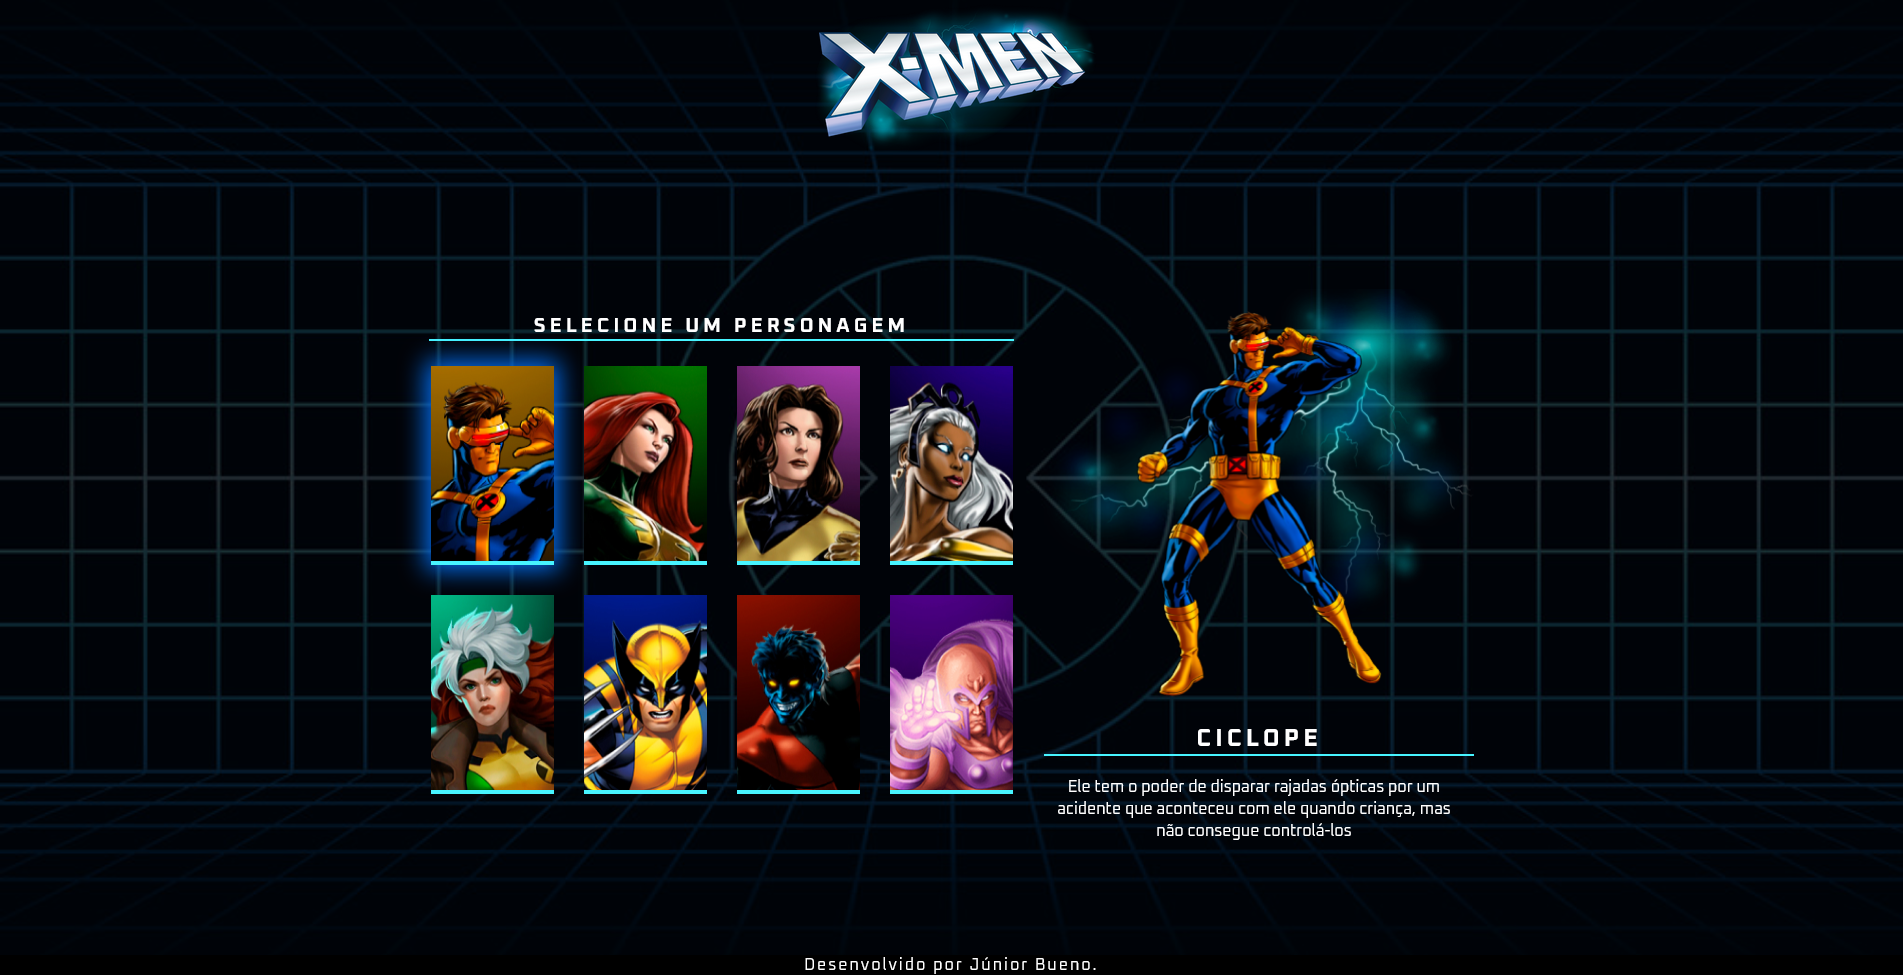 X-MEN
SELECIONE UM PERSONAGEM
CICLOPE
Ele tem o poder de disparar rajadas ópticas por um
acidente que aconteceu com ele quando criança, mas
não consegue controlá-los
Desenvolvido por Júnior Bueno.